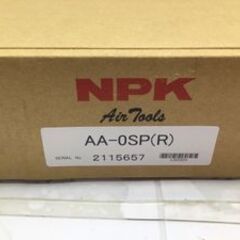 NPK
Air Tools
AA-0SP(R)
SERIAL No 2115657